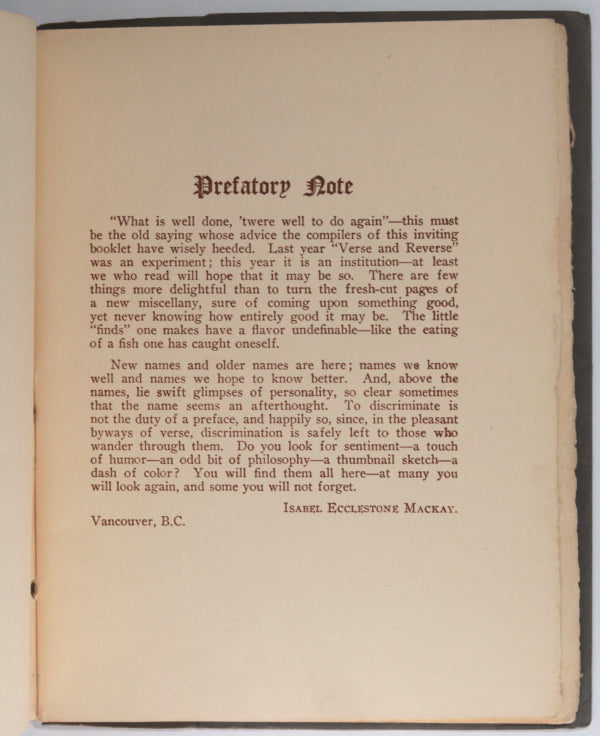 Prefatory Note
“What is well done, ’twere well to do again”—this must
be the old saying whose advice the compilers of this inviting
booklet have wisely heeded. Last year “Verse and Reverse”
was an experiment; this year it is an institution—at least
we who read will hope that it may be so. There are few
things more delightful than to turn the fresh-cut pages of
a new miscellany, sure of coming upon something good,
yet never knowing how entirely good it may be. The little
“finds” one makes have a flavor undefinable—like the eating
of a fish one has caught oneself.
New names and older names are here; names we know
well and names we hope to know better. And, above the
names, lie swift glimpses of personality, so clear sometimes
that the name seems an afterthought. To discriminate is
not the duty of a preface, and happily so, since, in the pleasant
byways of verse, discrimination is safely left to those who
wander through them. Do you look for sentiment—a touch
of humor—an odd bit of philosophy—a thumbnail sketch—a
dash of color? You will find them all here—at many you
will look again, and some you will not forget.
Isabel Ecclestone Mackay.
Vancouver, B.C.